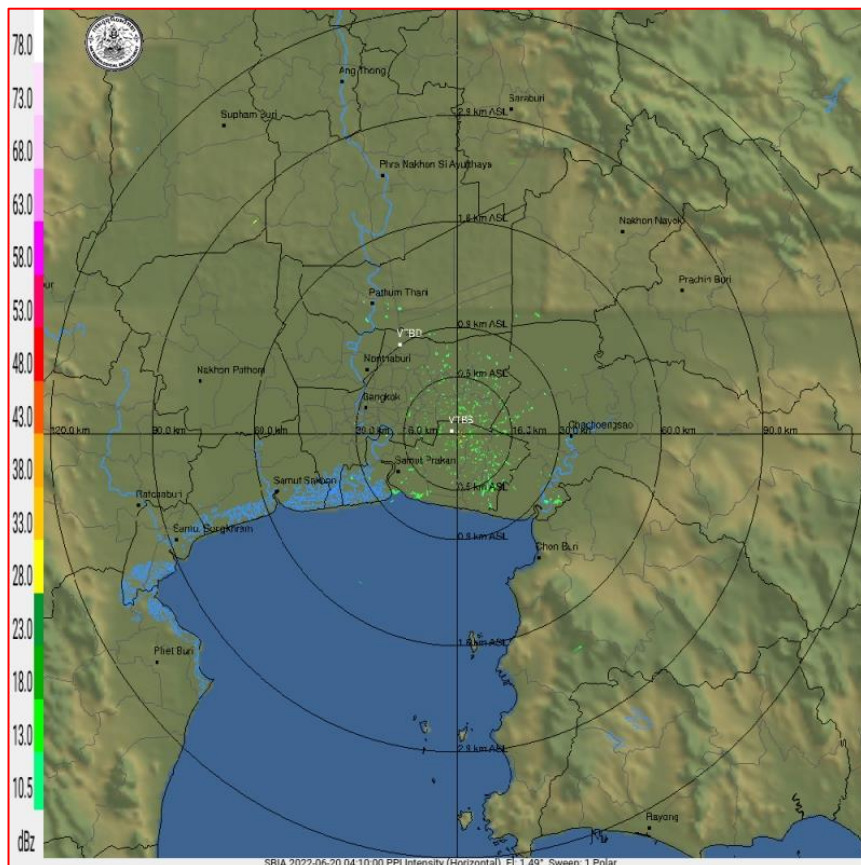 78.0
73.0
68.0
63.0
58.0
53.0
48.0
43.0
38.0
33.0
28.0
23.0
18.0
13.0
10.5
dBz
Ang Thong
Saraburi
Suphan Buri
2.8 km ASL
Phra Nakhon Si Ayutthaya
1.6 km ASL
Nakhon Nayok
Prachin Buri
Pathum Thani
0.8 km ASL
VTBD
Nonthaburi
Nakhon Pathom
0.5 km ASL
Bangkok
VTBS
Chachoengsao
120.0 km
90.0 km
60.0 km
30.0 km
16.0 km
16.0 km
30.0 km
60.0 km
90.0 km
Samut Prakan
Samut Sakhon
0.5 km ASL
Ratchaburi
Samut Songkhram
0.8 km ASL
Chon Buri
1.6 km ASL
Phet Buri
2.8 km ASL
Rayong
SBIA 2022-06-20 04:10:00 PPI Intensity (Horizontal), El: 1.49°, Sweep: 1 Polar